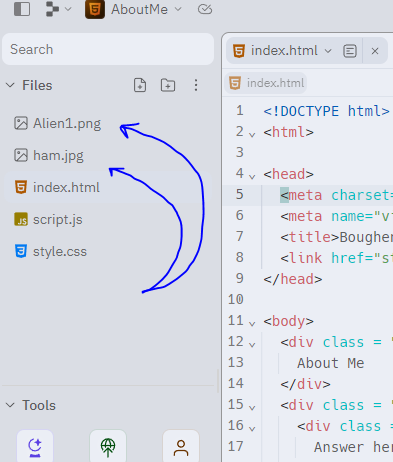 AboutMe
Search
Files
Alien1.png
ham.jpg
index.html
JS script.js
style.css
Tools
index.html
index.html
1 <!DOCTYPE html>
2 <html>
3
4 <head>
5 <meta charset=
6 <meta name="vi
7 <title>Bougher
8 <link href="st
9 </head>
10
11 <body>
12 <div class = "
13 About Me
14 </div>
15 <div class = "
16 <div class =
17 Answer her